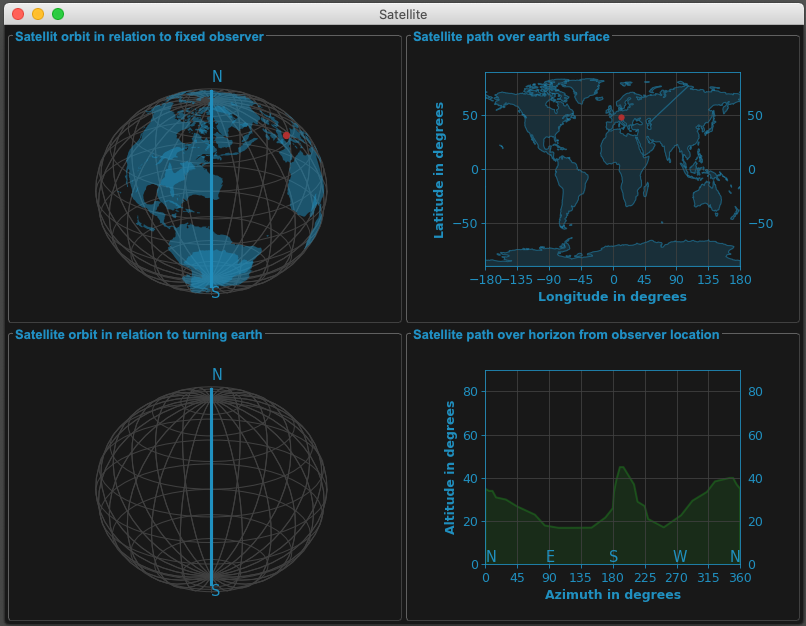 Satellite
Satellit orbit in relation to fixed observer
N
S
Satellite path over earth surface
Latitude in degrees
50
0
−50
50
0
−50
−180 −135 −90 −45 0 45 90 135 180
Longitude in degrees
Satellite orbit in relation to turning earth
N
S
Satellite path over horizon from observer location
Altitude in degrees
80
60
40
20
0
80
60
40
20
0
N E S W N
0 45 90 135 180 225 270 315 360
Azimuth in degrees